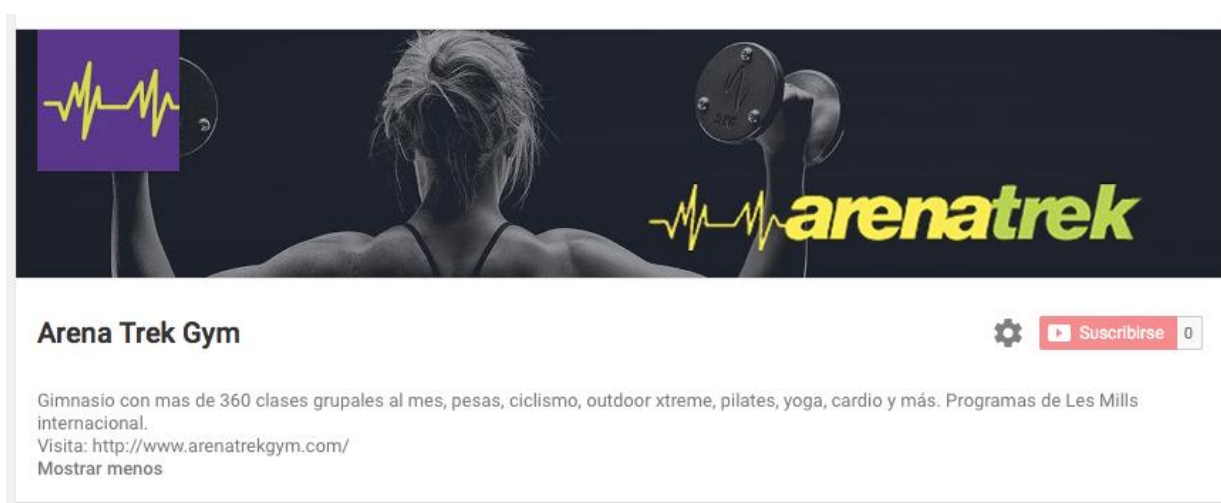 arenatrek
Arena Trek Gym
Suscribirse 0
Gimnasio con mas de 360 clases grupales al mes, pesas, ciclismo, outdoor xtreme, pilates, yoga, cardio y más. Programas de Les Mills
internacional.
Visita: http://www.arenatrekgym.com/
Mostrar menos